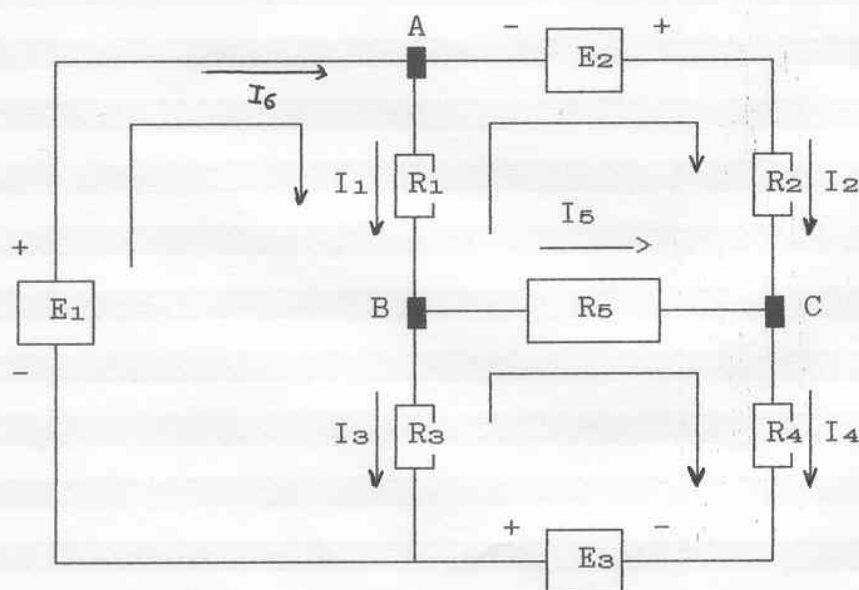 A
- E₂ +
I₆
I₁ R₁ R₂ I₂
I₅
+
E₁
-
B R₅ C
I₃ R₃ R₄ I₄
+ E₃ -